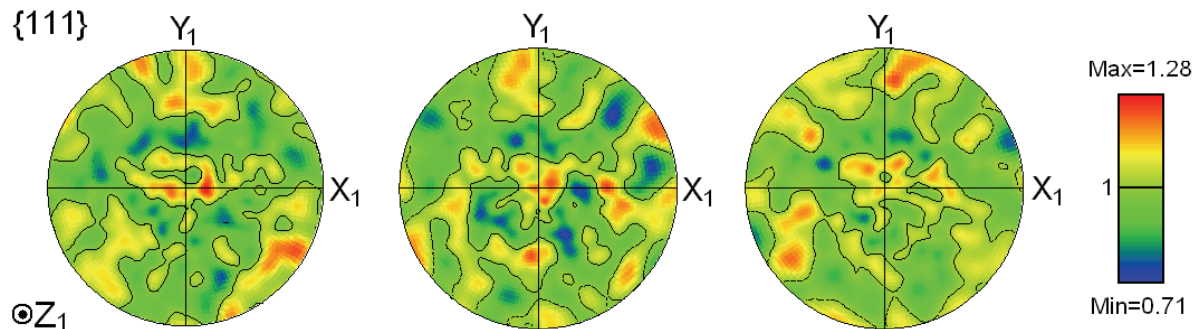 {111}
Y1 Y1 Y1
X1 X1 X1
⊙Z1
Max=1.28
1
Min=0.71